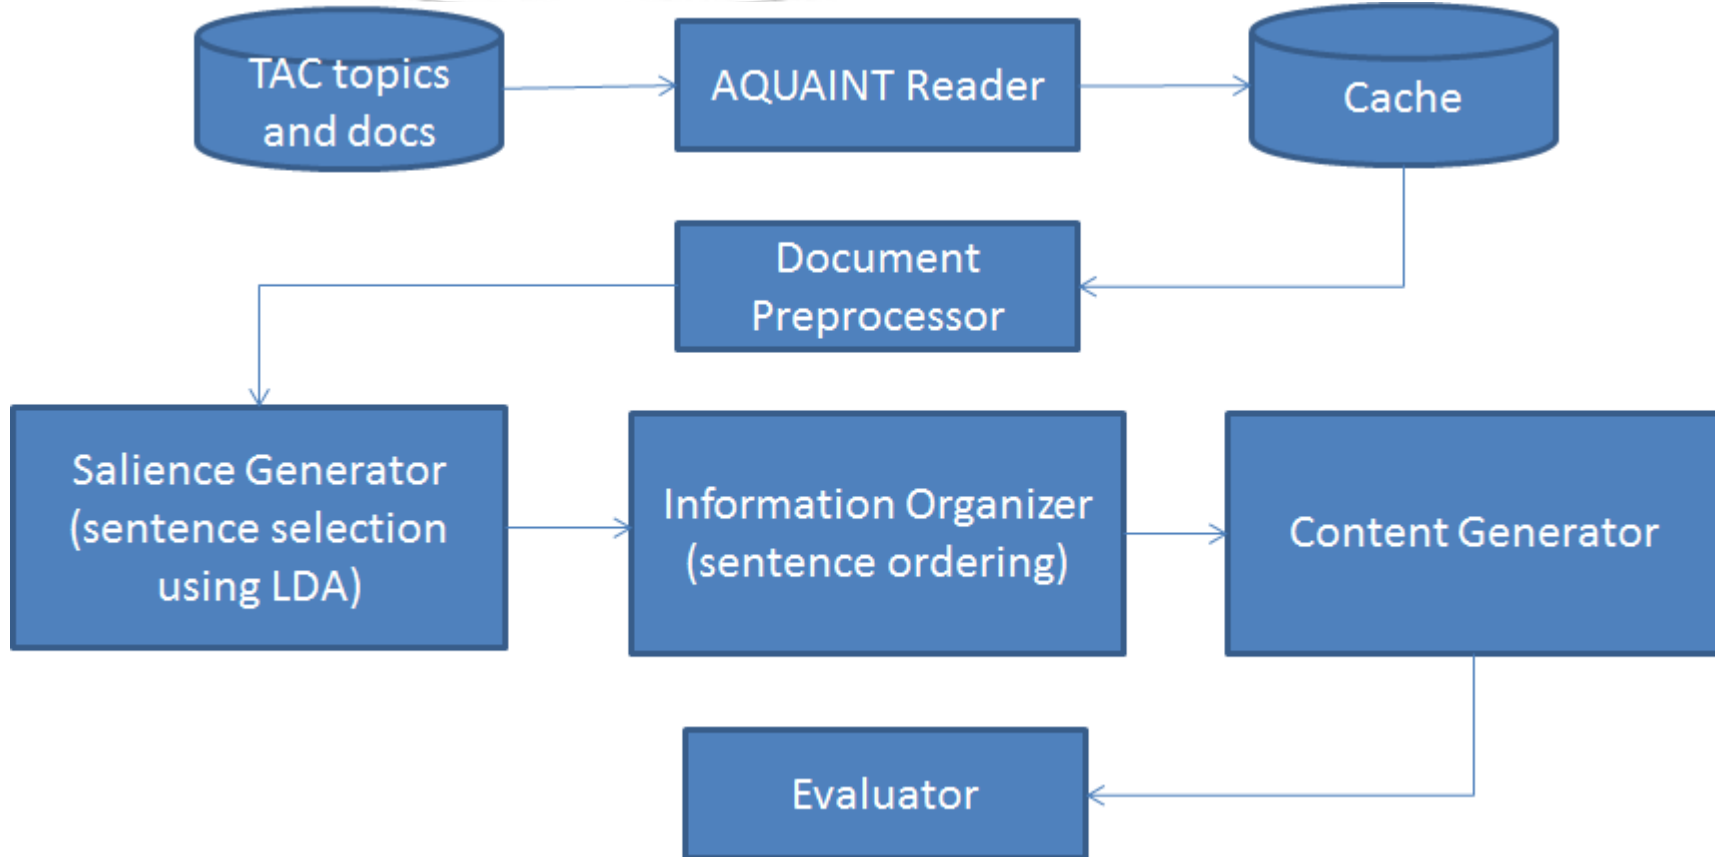 TAC topics
and docs
AQUAINT Reader
Cache
Document
Preprocessor
Salience Generator
(sentence selection
using LDA)
Information Organizer
(sentence ordering)
Content Generator
Evaluator